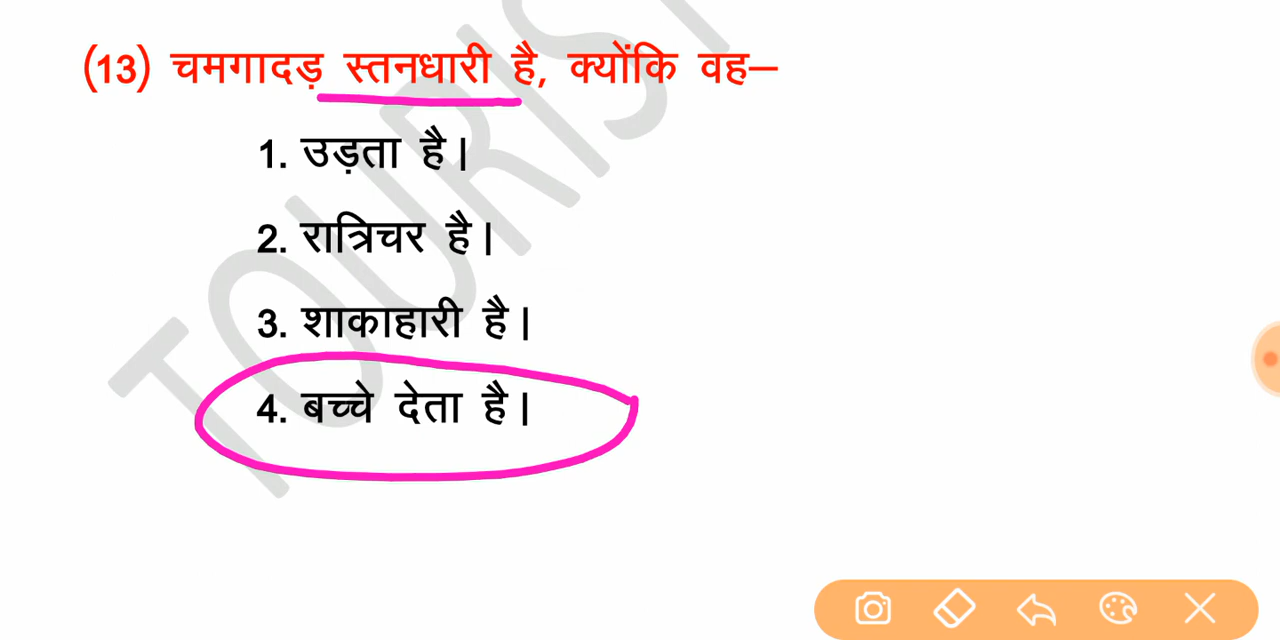 (13) चमगादड़ स्तनधारी है, क्योंकि वह–
1. उड़ता है।
2. रात्रिचर है।
3. शाकाहारी है।
4. बच्चे देता है।
TOURIST